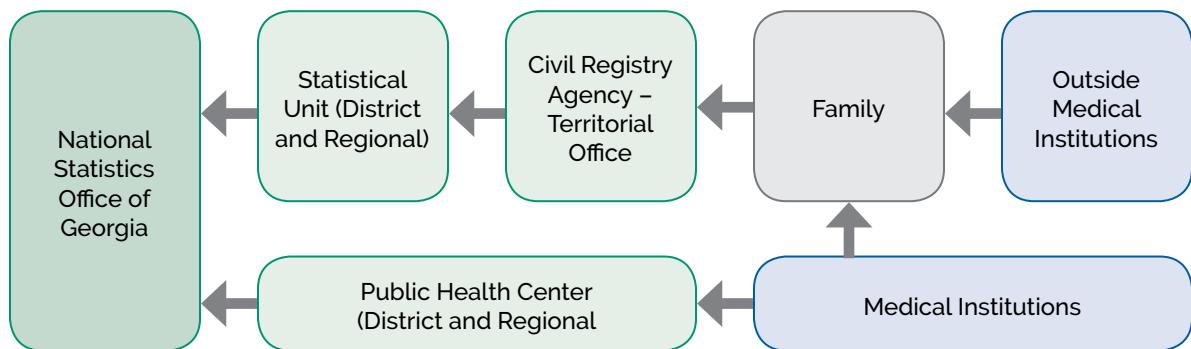 National
Statistics
Office of
Georgia
Statistical
Unit (District
and Regional)
Civil Registry
Agency –
Territorial
Office
Family
Outside
Medical
Institutions
Public Health Center
(District and Regional
Medical Institutions